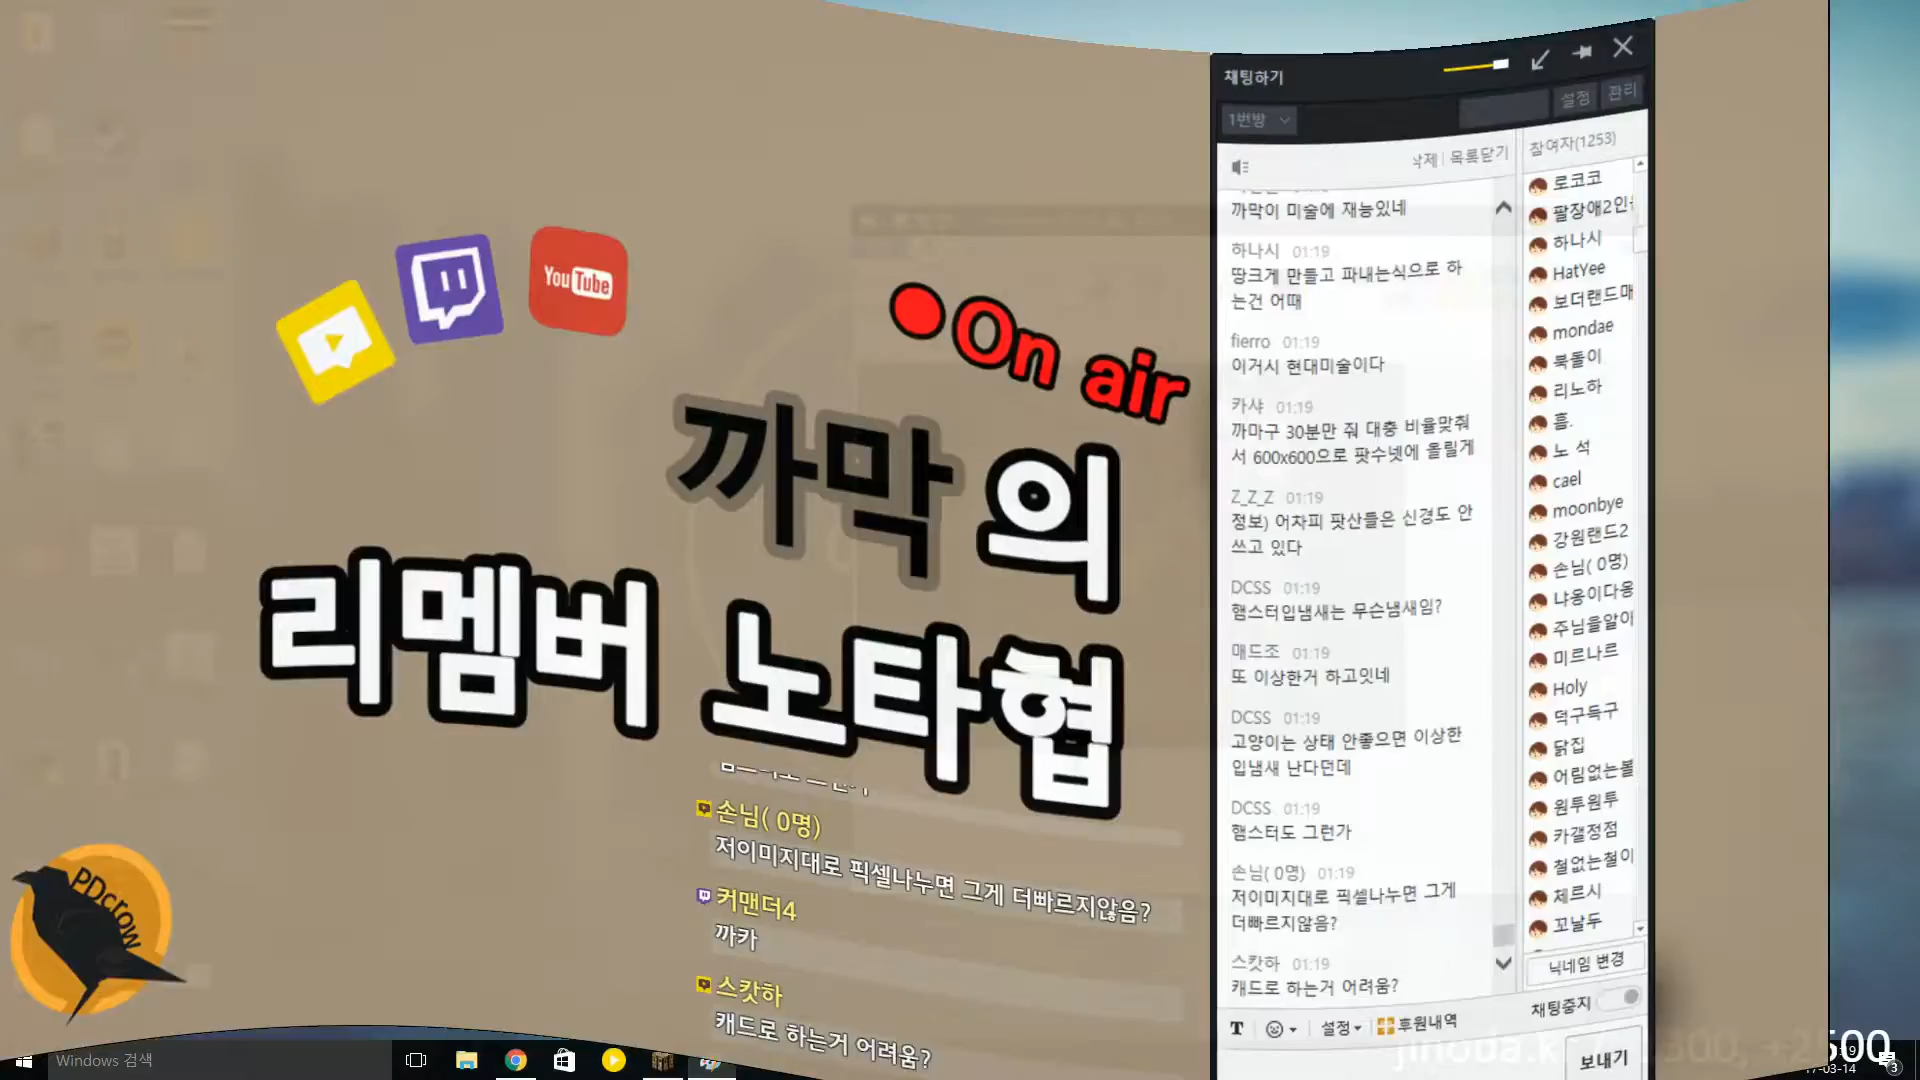 You Tube
●On air
까막의
리멤버 노타협
PDcrow
손님( 0명)
저이미지대로 픽셀나누면 그게 더빠르지않음?
커맨더4
까카
스캇하
캐드로 하는거 어려움?
채팅하기
1번방
설정
관리
삭제 | 목록닫기
까막이 미술에 재능있네
하나시 01:19
땅크게 만들고 파내는식으로 하
는건 어때
fierro 01:19
이거시 현대미술이다
카샤 01:19
까마구 30분만 줘 대충 비율맞춰
서 600x600으로 팟수넷에 올릴게
Z_Z_Z 01:19
정보) 어차피 팟산들은 신경도 안
쓰고 있다
DCSS 01:19
햄스터입냄새는 무슨냄새임?
매드조 01:19
또 이상한거 하고잇네
DCSS 01:19
고양이는 상태 안좋으면 이상한
입냄새 난다던데
DCSS 01:19
햄스터도 그런가
손님( 0명) 01:19
저이미지대로 픽셀나누면 그게
더빠르지않음?
스캇하 01:19
캐드로 하는거 어려움?
참여자(1253)
로코코
팔장애2인
하나시
HatYee
보더랜드매
mondae
북돌이
리노하
흠.
노 석
cael
moonbye
강원랜드2
손님( 0명)
냐옹이다옹
주님을알아
미르나르
Holy
덕구득구
닭집
어림없는볼
원투원투
카갤정점
철없는철이
체르시
꼬날두
닉네임 변경
채팅중지
T
설정
후원내역
보내기
Windows 검색
17-03-14
3